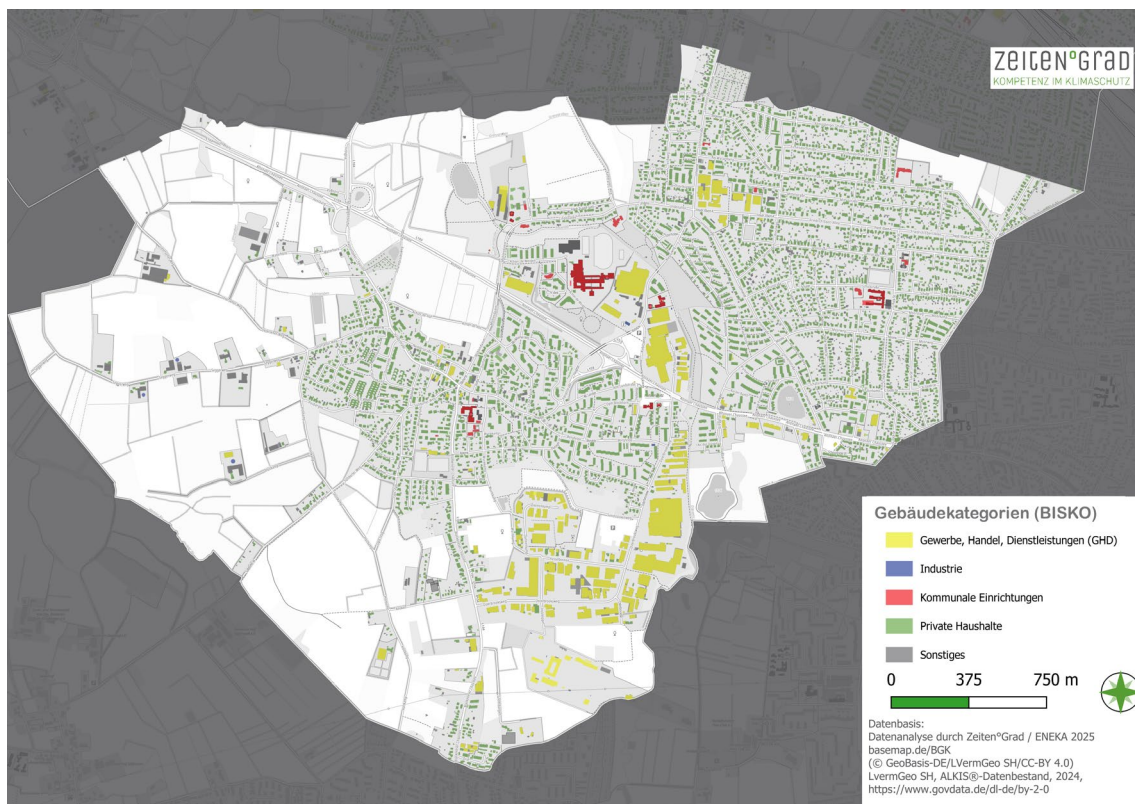 ZEITEN°GRAD
KOMPETENZ IM KLIMASCHUTZ
Gebäudekategorien (BISKO)
Gewerbe, Handel, Dienstleistungen (GHD)
Industrie
Kommunale Einrichtungen
Private Haushalte
Sonstiges
0 375 750 m
Datenbasis:
Datenanalyse durch Zeiten°Grad / ENEKA 2025
basemap.de/BGK
(© GeoBasis-DE/LVermGeo SH/CC-BY 4.0)
LvermGeo SH, ALKIS®-Datenbestand, 2024,
https://www.govdata.de/dl-de/by-2-0